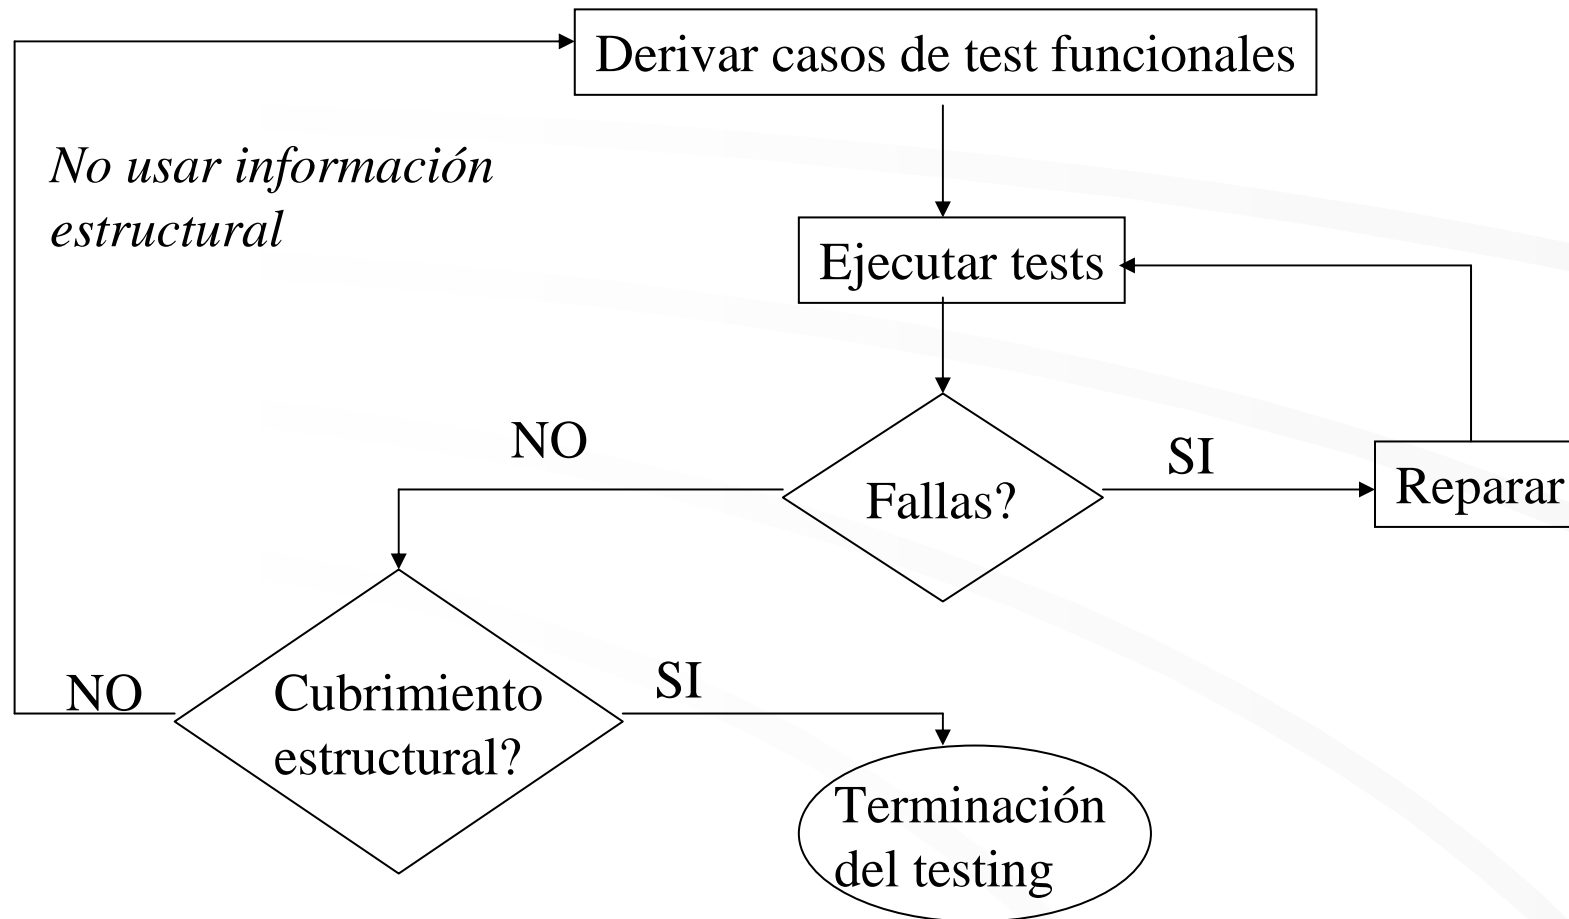 Derivar casos de test funcionales
No usar información
estructural
Ejecutar tests
NO
SI
Fallas?
Reparar
NO
Cubrimiento
estructural?
SI
Terminación
del testing